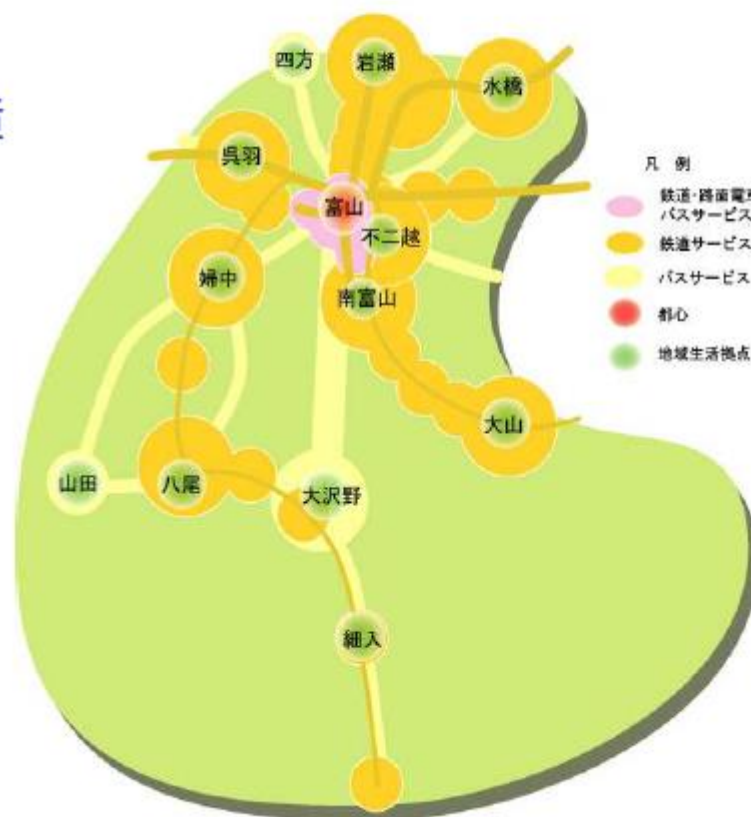 四方
岩瀬
水橋
呉羽
富山
不二越
婦中
南富山
大山
山田
八尾
大沢野
細入
凡 例
鉄道・路面電車
バスサービス
鉄道サービス
バスサービス
都心
地域生活拠点